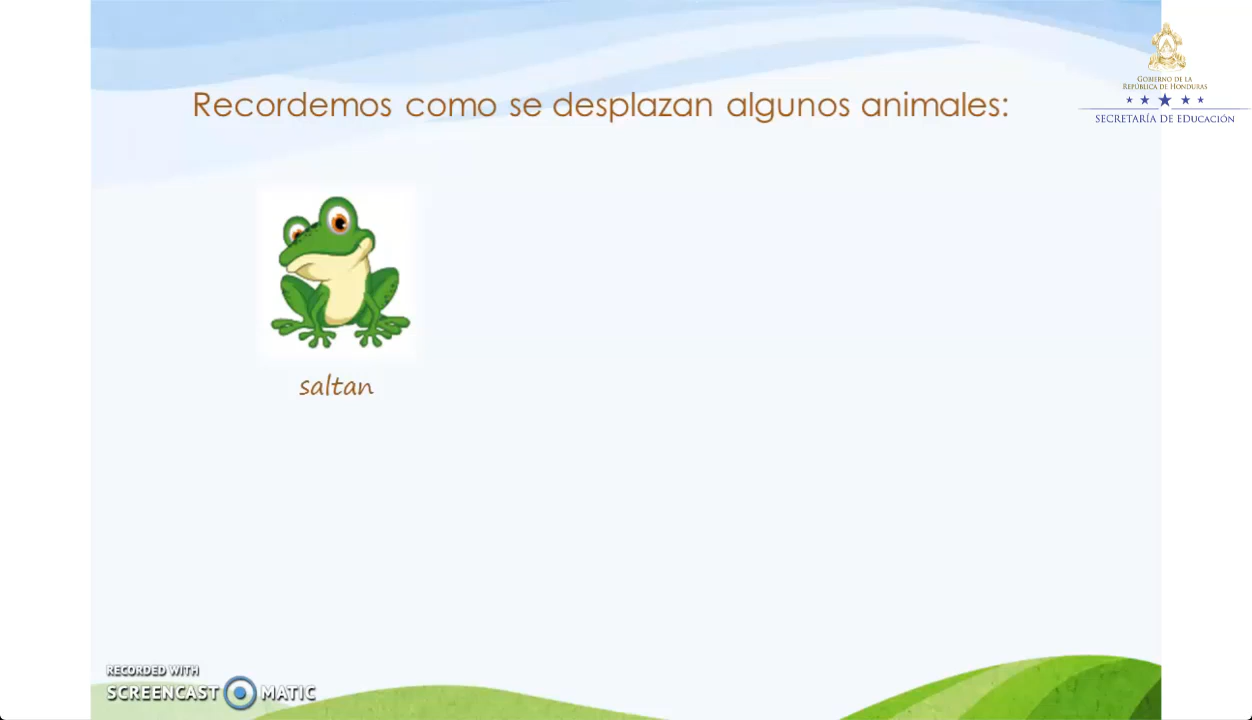 GOBIERNO DE LA
REPÚBLICA DE HONDURAS
SECRETARÍA DE EDUCACIÓN
Recordemos como se desplazan algunos animales:
saltan
RECORDED WITH
SCREENCAST MATIC